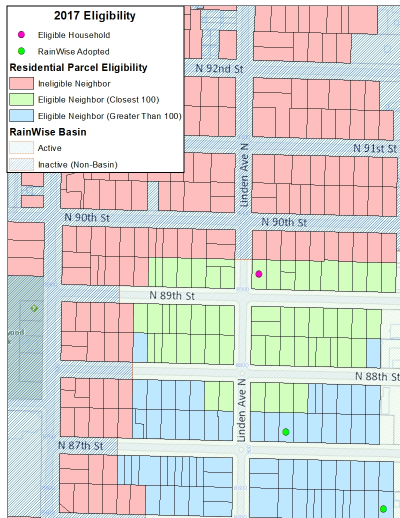 2017 Eligibility
Eligible Household
RainWise Adopted
Residential Parcel Eligibility
Ineligible Neighbor
Eligible Neighbor (Closest 100)
Eligible Neighbor (Greater Than 100)
RainWise Basin
Active
Inactive (Non-Basin)
N 92nd St
N 91st St
Linden Ave N
N 90th St
N 90th St
N 89th St
N 88th St
Linden Ave N
N 87th St